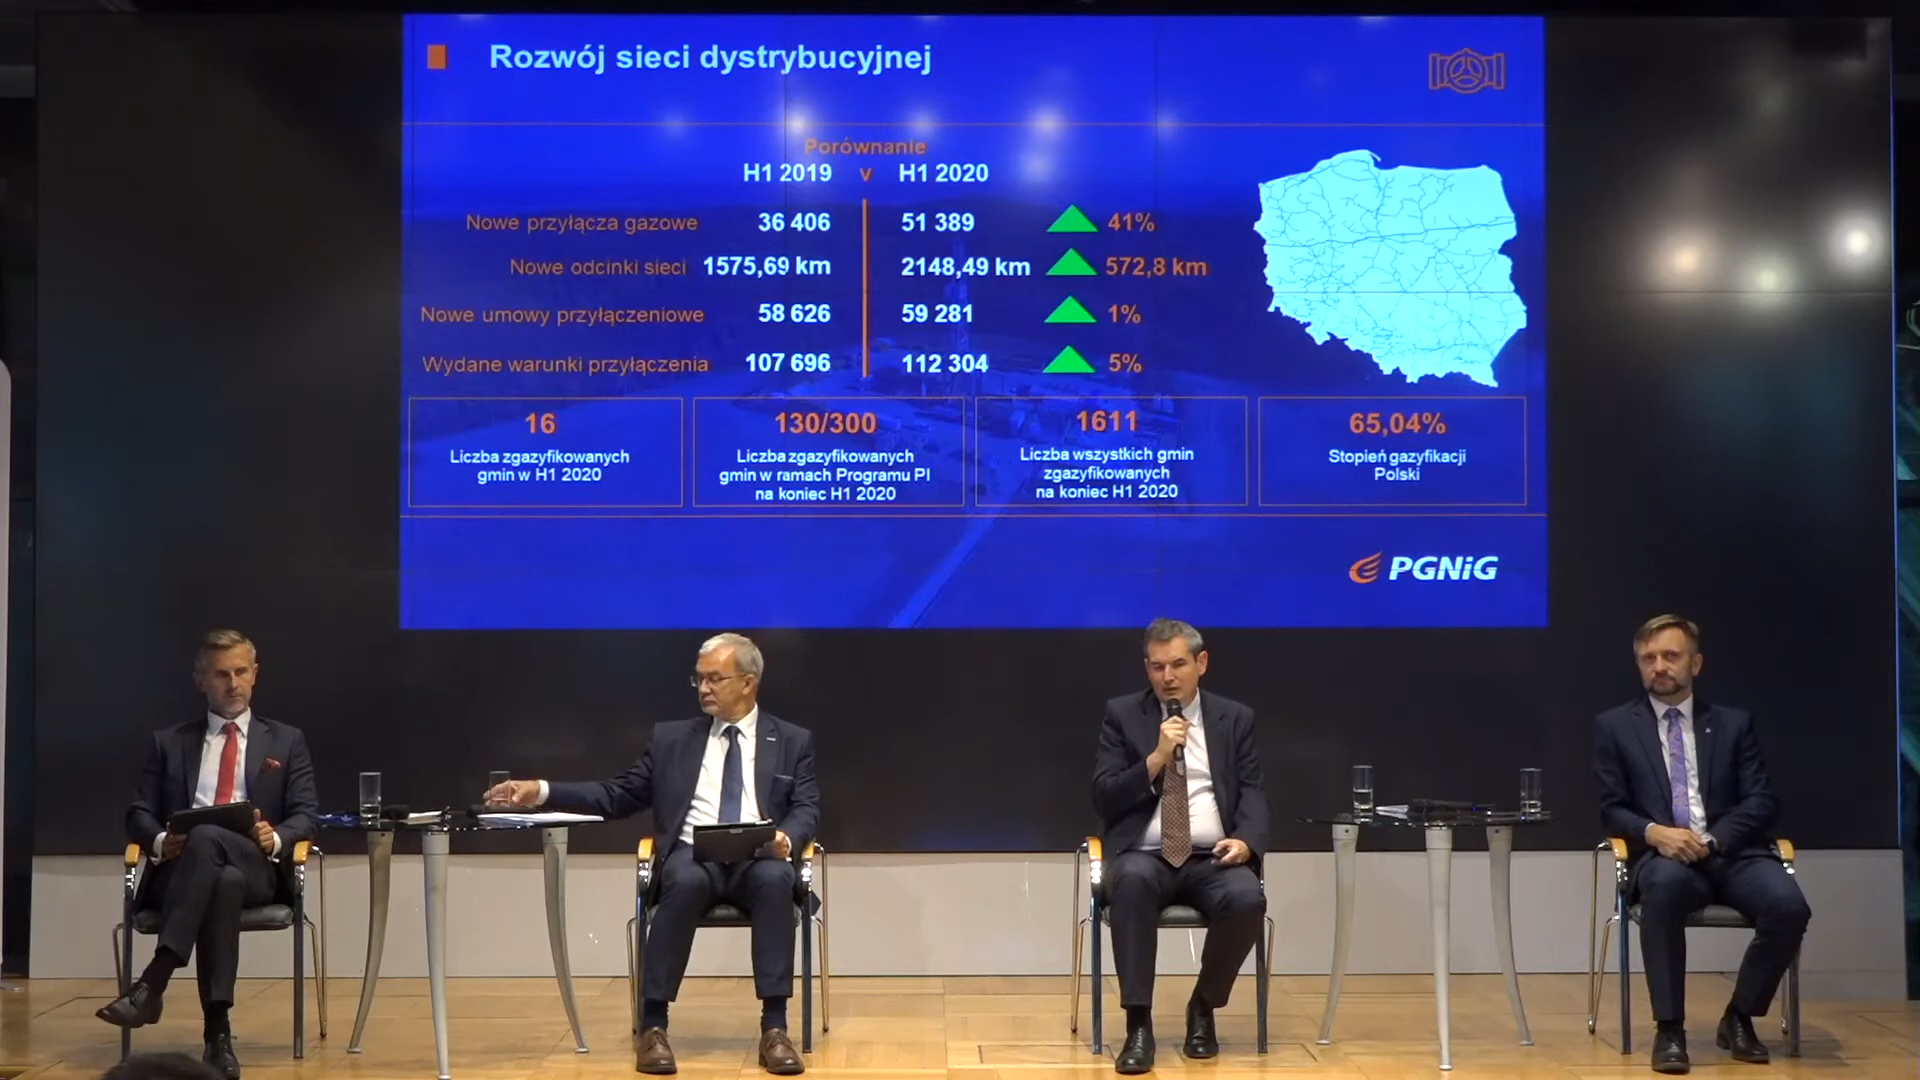 Rozwój sieci dystrybucyjnej
Porównanie
H1 2019 v H1 2020
Nowe przyłącza gazowe 36 406 51 389 41%
Nowe odcinki sieci 1575,69 km 2148,49 km 572,8 km
Nowe umowy przyłączeniowe 58 626 59 281 1%
Wydane warunki przyłączenia 107 696 112 304 5%
16
Liczba zgazyfikowanych
gmin w H1 2020
130/300
Liczba zgazyfikowanych
gmin w ramach Programu PI
na koniec H1 2020
1611
Liczba wszystkich gmin
zgazyfikowanych
na koniec H1 2020
65,04%
Stopień gazyfikacji
Polski
PGNiG